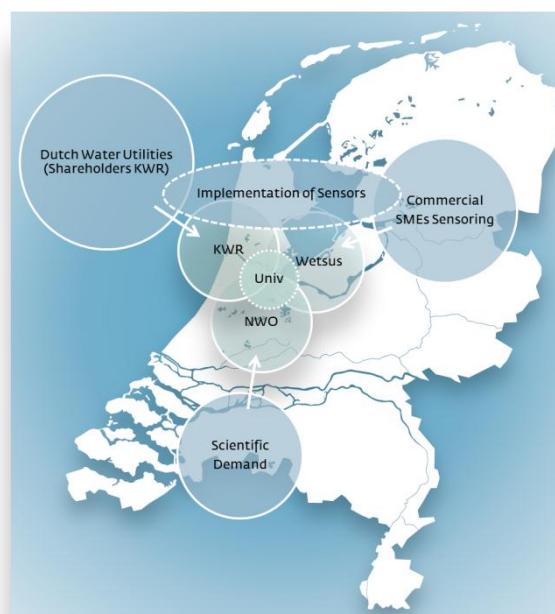 Dutch Water Utilities
(Shareholders KWR)
Implementation of Sensors
Commercial
SMEs Sensoring
KWR
Wetsus
Univ
NWO
Scientific
Demand